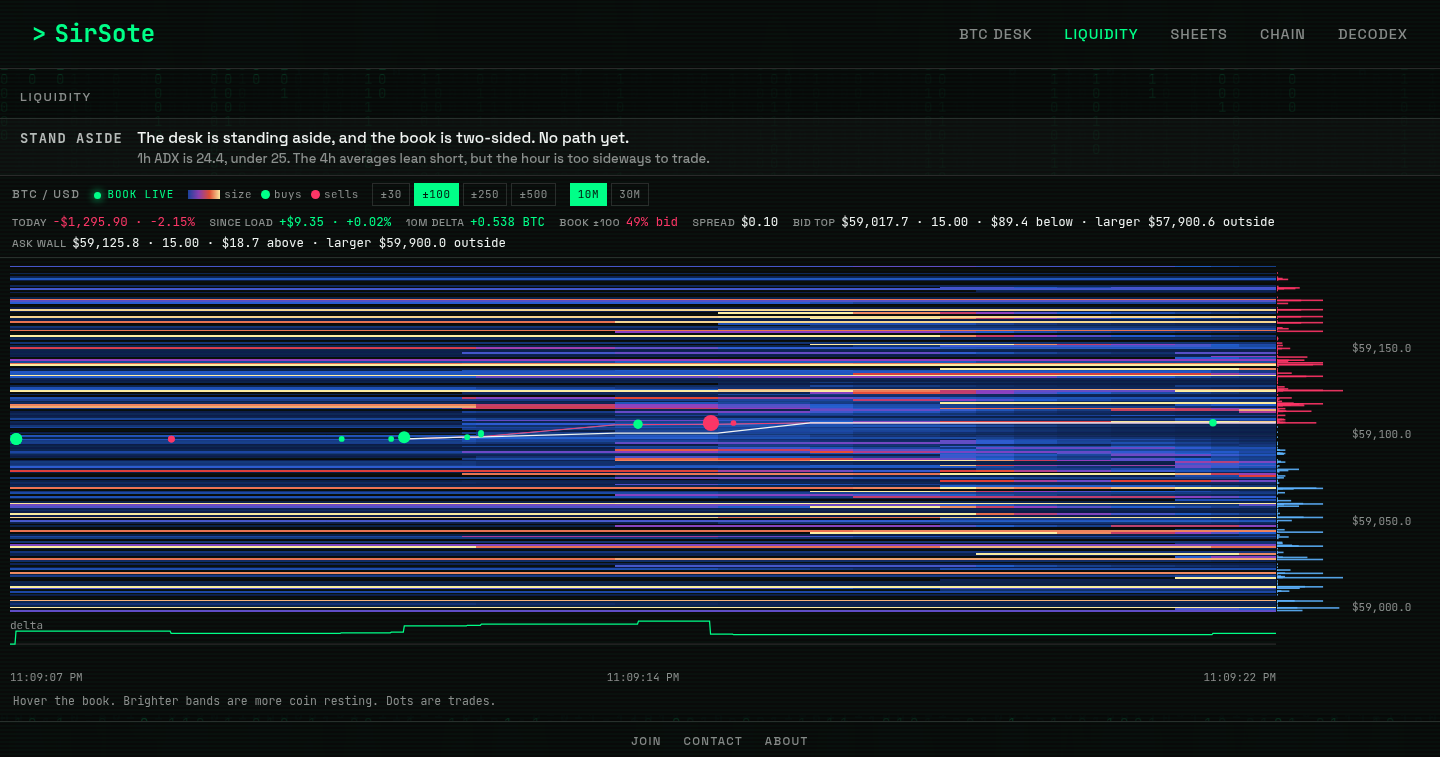 > SirSote
BTC DESK LIQUIDITY SHEETS CHAIN DECODEX
LIQUIDITY
STAND ASIDE The desk is standing aside, and the book is two-sided. No path yet.
1h ADX is 24.4, under 25. The 4h averages lean short, but the hour is too sideways to trade.
BTC / USD BOOK LIVE size buys sells ±30 ±100 ±250 ±500 10M 30M
TODAY -$1,295.90 · -2.15% SINCE LOAD +$9.35 · +0.02% 10M DELTA +0.538 BTC BOOK ±100 49% bid SPREAD $0.10 BID TOP $59,017.7 · 15.00 · $89.4 below · larger $57,900.6 outside
ASK WALL $59,125.8 · 15.00 · $18.7 above · larger $59,900.0 outside
$59,150.0
$59,100.0
$59,050.0
$59,000.0
delta
11:09:07 PM 11:09:14 PM 11:09:22 PM
Hover the book. Brighter bands are more coin resting. Dots are trades.
JOIN CONTACT ABOUT